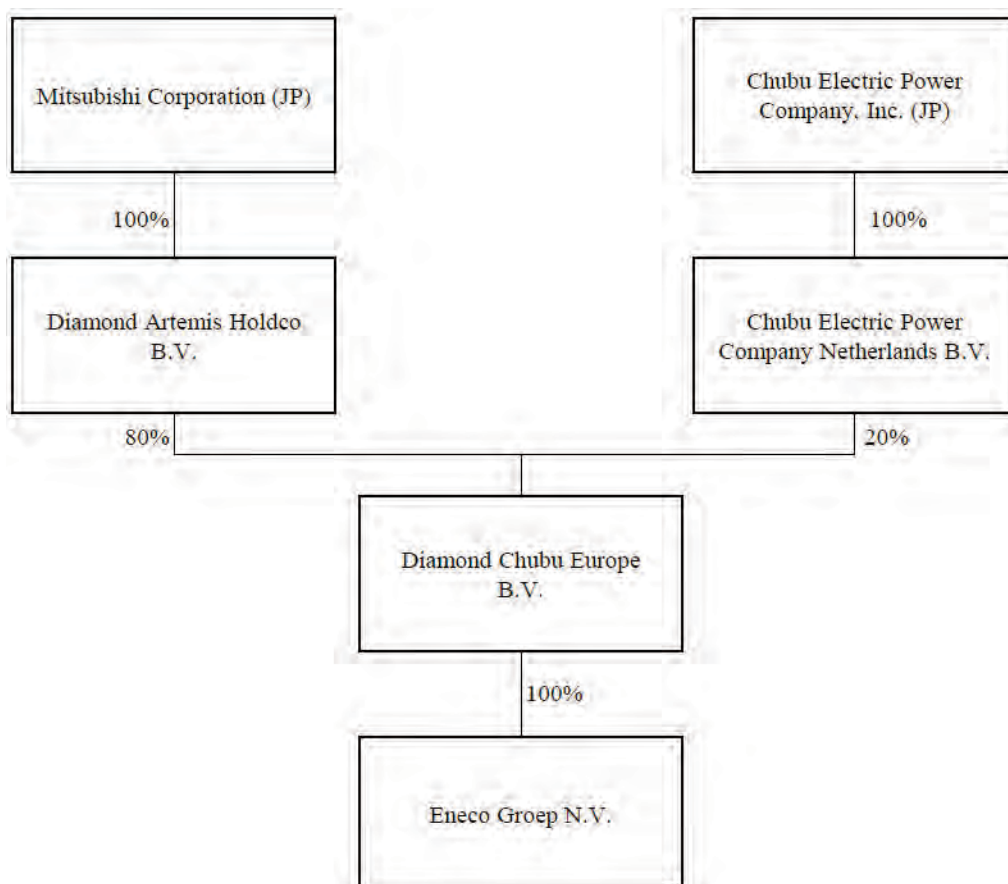 Mitsubishi Corporation (JP)
Chubu Electric Power
Company, Inc. (JP)
100%
100%
Diamond Artemis Holdco
B.V.
Chubu Electric Power
Company Netherlands B.V.
80%
20%
Diamond Chubu Europe
B.V.
100%
Eneco Groep N.V.